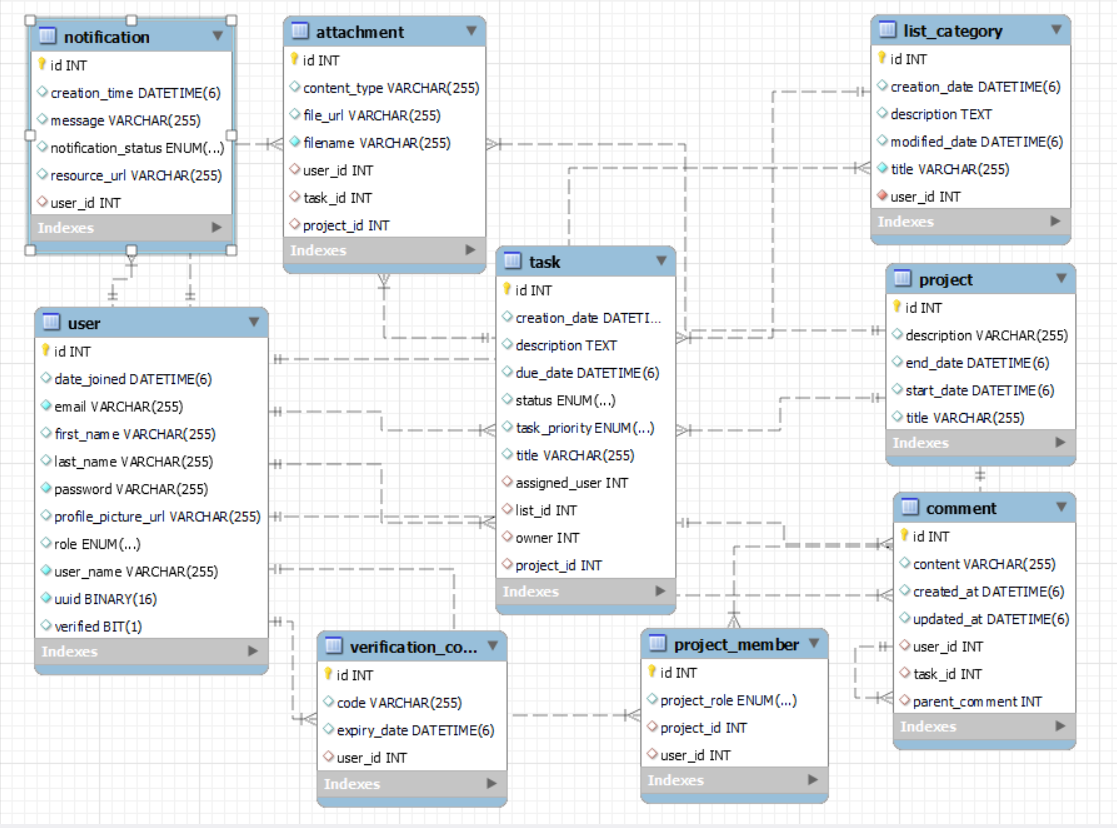 notification
id INT
creation_time DATETIME(6)
message VARCHAR(255)
notification_status ENUM(...)
resource_url VARCHAR(255)
user_id INT
Indexes
attachment
id INT
content_type VARCHAR(255)
file_url VARCHAR(255)
filename VARCHAR(255)
user_id INT
task_id INT
project_id INT
Indexes
list_category
id INT
creation_date DATETIME(6)
description TEXT
modified_date DATETIME(6)
title VARCHAR(255)
user_id INT
Indexes
task
id INT
creation_date DATETI...
description TEXT
due_date DATETIME(6)
status ENUM(...)
task_priority ENUM(...)
title VARCHAR(255)
assigned_user INT
list_id INT
owner INT
project_id INT
Indexes
project
id INT
description VARCHAR(255)
end_date DATETIME(6)
start_date DATETIME(6)
title VARCHAR(255)
Indexes
user
id INT
date_joined DATETIME(6)
email VARCHAR(255)
first_name VARCHAR(255)
last_name VARCHAR(255)
password VARCHAR(255)
profile_picture_url VARCHAR(255)
role ENUM(...)
user_name VARCHAR(255)
uuid BINARY(16)
verified BIT(1)
Indexes
comment
id INT
content VARCHAR(255)
created_at DATETIME(6)
updated_at DATETIME(6)
user_id INT
task_id INT
parent_comment INT
Indexes
verification_co...
id INT
code VARCHAR(255)
expiry_date DATETIME(6)
user_id INT
Indexes
project_member
id INT
project_role ENUM(...)
project_id INT
user_id INT
Indexes